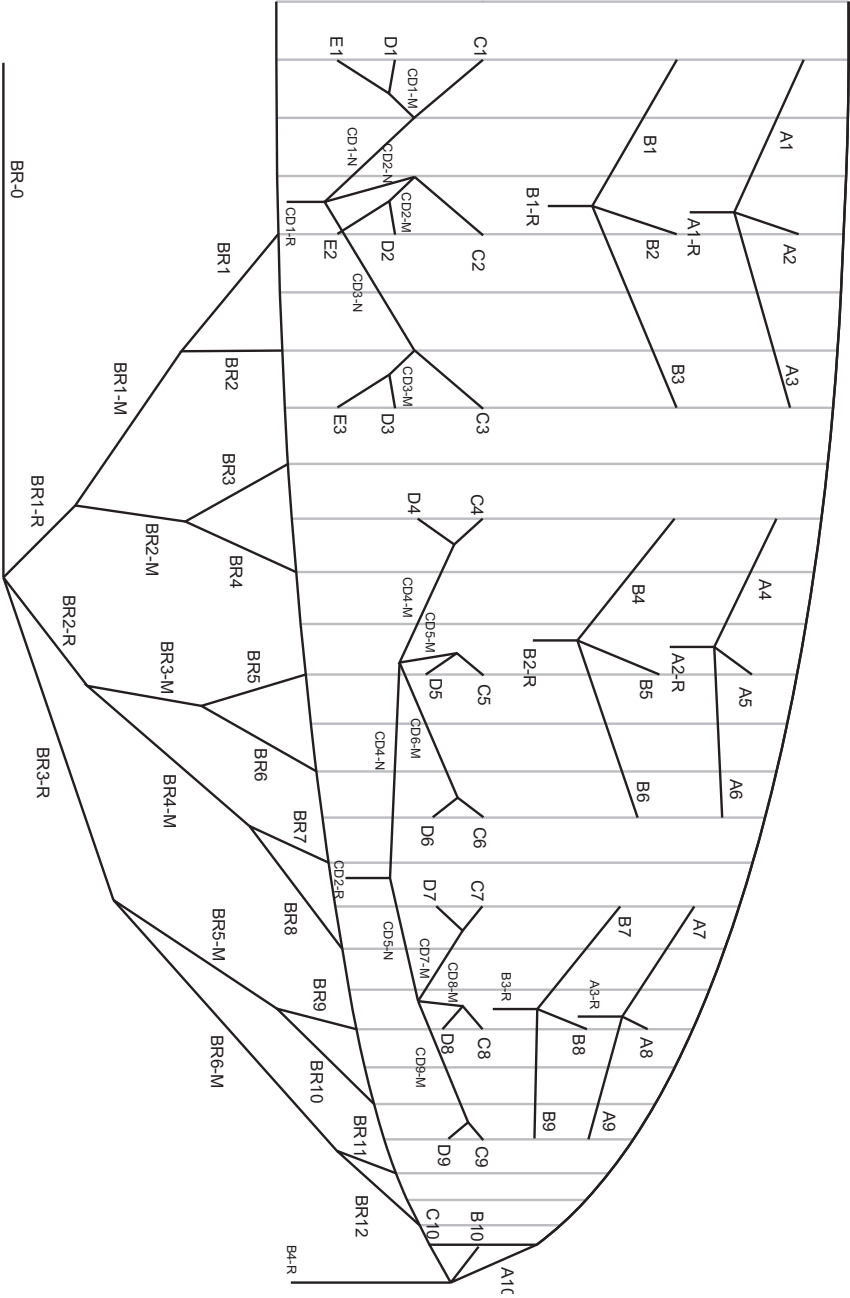 E1
D1
C1
CD1-M
CD1-N
CD2-N
CD2-M
CD1-R
E2
D2
C2
CD3-N
CD3-M
E3
D3
C3
B1
B1-R
B2
B3
A1
A1-R
A2
A3
BR-0
BR1
BR2
BR1-M
BR3
BR1-R
BR2-M
BR4
D4
C4
CD4-M
CD5-M
D5
C5
CD4-N
CD6-M
D6
C6
B4
B2-R
B5
B6
A4
A2-R
A5
A6
BR2-R
BR3-M
BR5
BR6
BR3-R
BR4-M
BR7
BR8
CD2-R
D7
C7
CD5-N
CD7-M
CD8-M
D8
C8
CD9-M
D9
C9
B7
B3-R
B8
B9
A7
A3-R
A8
A9
BR5-M
BR9
BR6-M
BR10
BR11
BR12
C10
B10
A10
B4-R